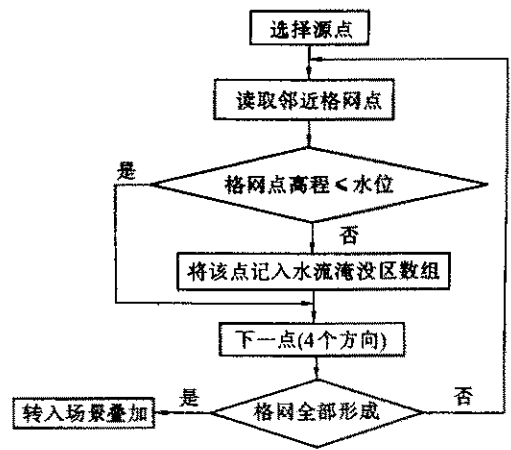 选择源点
读取邻近格网点
是
格网点高程≤水位
否
将该点记入水流淹没区数组
下一点(4个方向)
是
否
转入场景叠加
格网全部形成